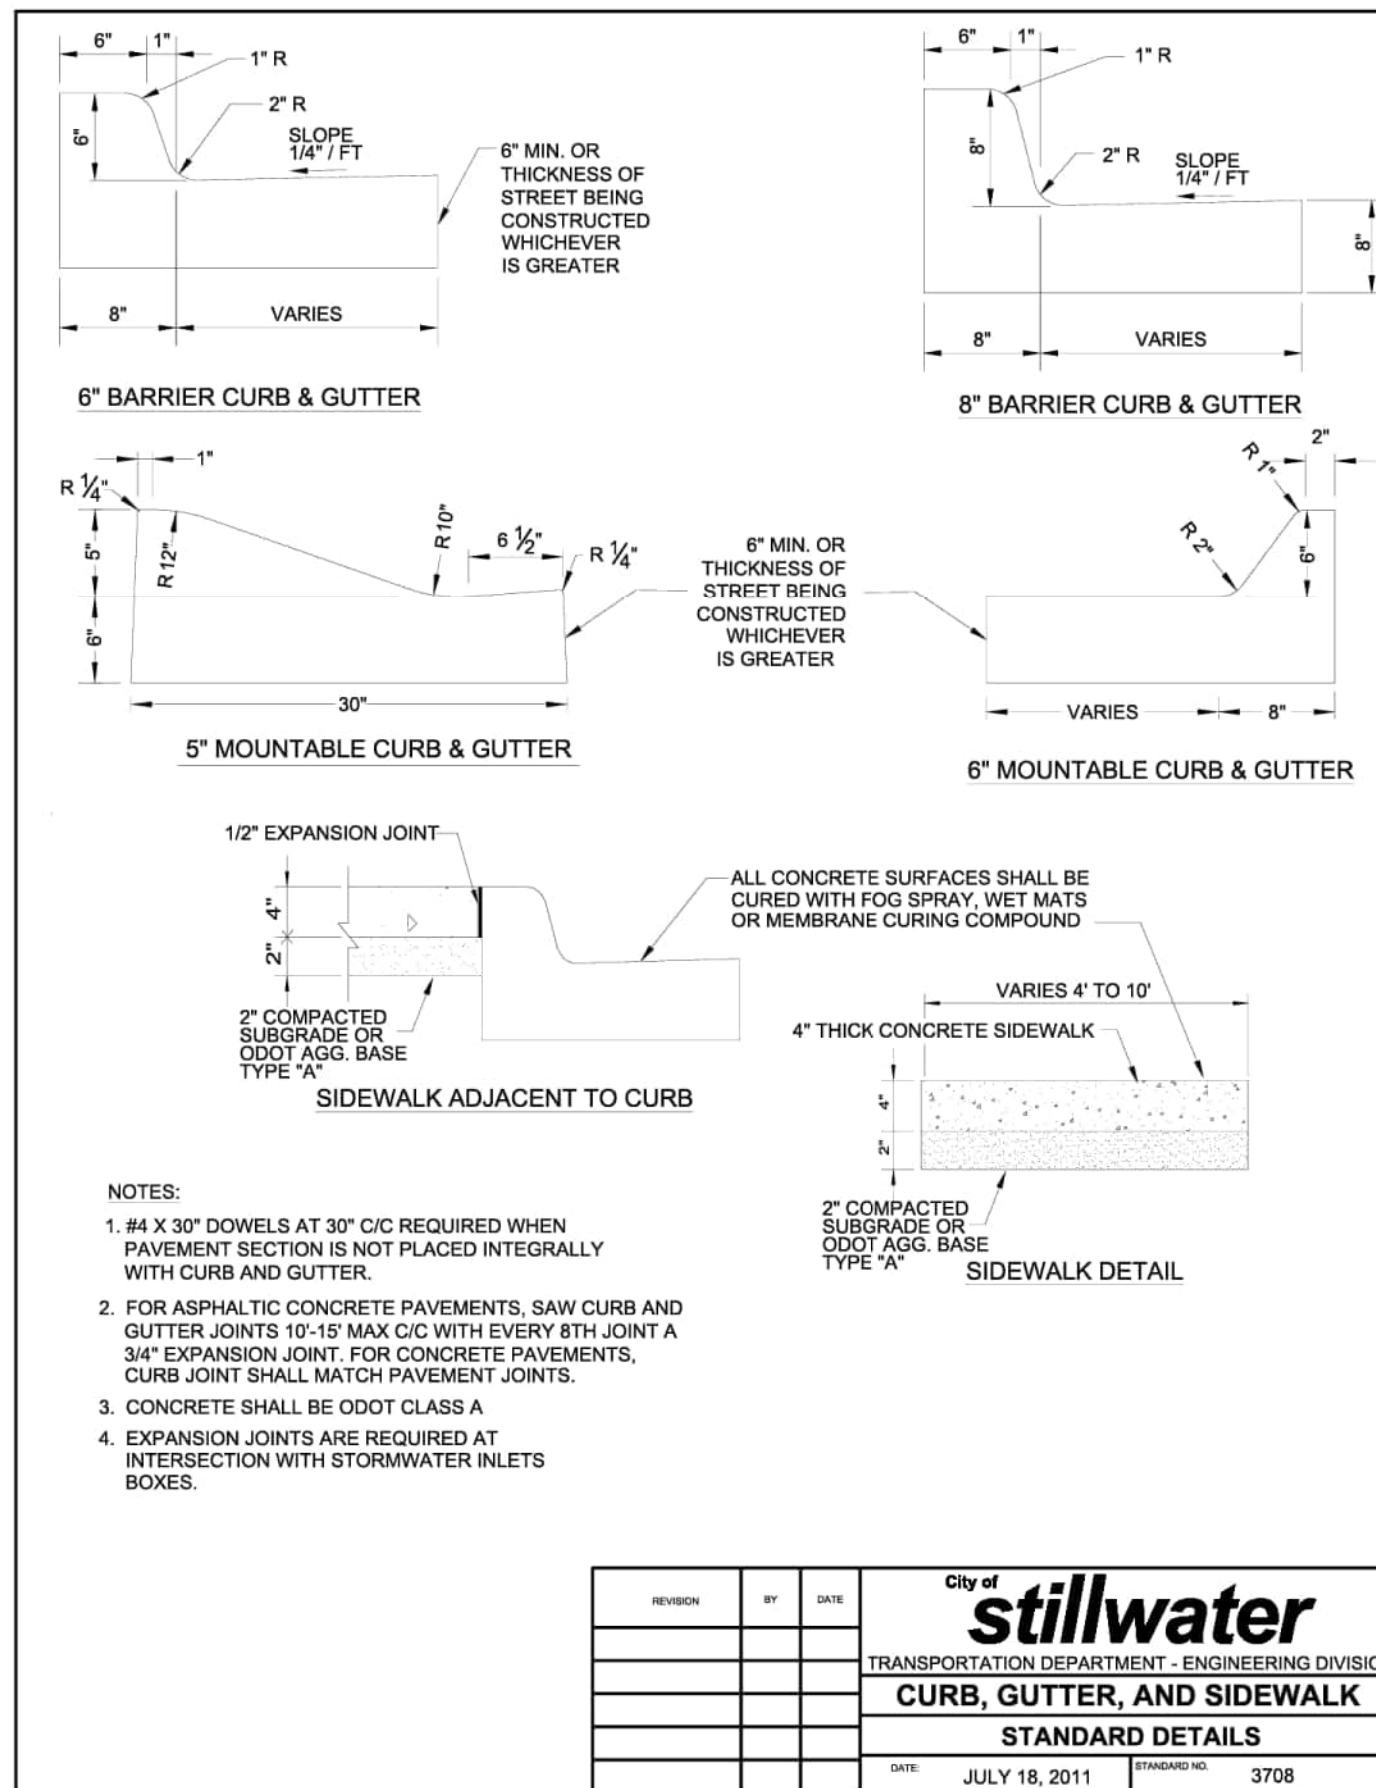 6" 1"
1" R
2" R
6"
SLOPE
1/4" / FT
6" MIN. OR
THICKNESS OF
STREET BEING
CONSTRUCTED
WHICHEVER
IS GREATER
8" VARIES
6" BARRIER CURB & GUTTER
6" 1"
1" R
8"
2" R
SLOPE
1/4" / FT
8"
8" VARIES
8" BARRIER CURB & GUTTER
1"
R 1/4"
5"
R 12"
R 10"
6 1/2"
R 1/4"
6"
30"
5" MOUNTABLE CURB & GUTTER
6" MIN. OR
THICKNESS OF
STREET BEING
CONSTRUCTED
WHICHEVER
IS GREATER
2"
R 1"
R 2"
6"
VARIES 8"
6" MOUNTABLE CURB & GUTTER
1/2" EXPANSION JOINT
4"
2"
2" COMPACTED
SUBGRADE OR
ODOT AGG. BASE
TYPE "A"
SIDEWALK ADJACENT TO CURB
ALL CONCRETE SURFACES SHALL BE
CURED WITH FOG SPRAY, WET MATS
OR MEMBRANE CURING COMPOUND
VARIES 4' TO 10'
4" THICK CONCRETE SIDEWALK
4"
2"
2" COMPACTED
SUBGRADE OR
ODOT AGG. BASE
TYPE "A"
SIDEWALK DETAIL
NOTES:
1. #4 X 30" DOWELS AT 30" C/C REQUIRED WHEN
PAVEMENT SECTION IS NOT PLACED INTEGRALLY
WITH CURB AND GUTTER.
2. FOR ASPHALTIC CONCRETE PAVEMENTS, SAW CURB AND
GUTTER JOINTS 10'-15' MAX C/C WITH EVERY 8TH JOINT A
3/4" EXPANSION JOINT. FOR CONCRETE PAVEMENTS,
CURB JOINT SHALL MATCH PAVEMENT JOINTS.
3. CONCRETE SHALL BE ODOT CLASS A
4. EXPANSION JOINTS ARE REQUIRED AT
INTERSECTION WITH STORMWATER INLETS
BOXES.
REVISION BY DATE
City of
stillwater
TRANSPORTATION DEPARTMENT - ENGINEERING DIVISIO
CURB, GUTTER, AND SIDEWALK
STANDARD DETAILS
DATE: JULY 18, 2011
STANDARD NO. 3708